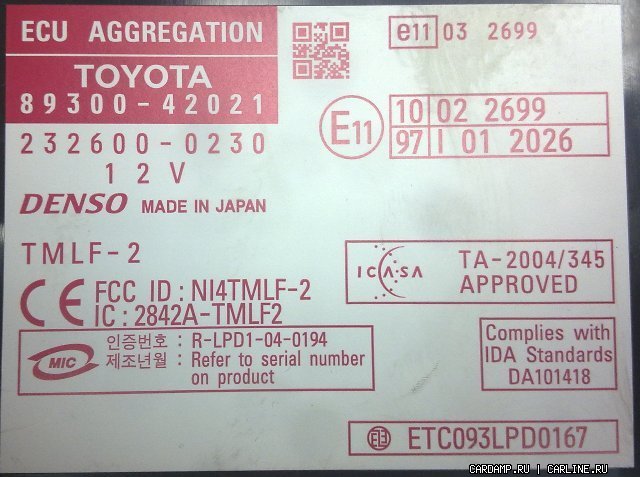 ECU AGGREGATION
TOYOTA
89300-42021
232600-0230
12V
DENSO MADE IN JAPAN
e11 03 2699
E11
10 02 2699
97 I 01 2026
TMLF-2
FCC ID : NI4TMLF-2
IC : 2842A-TMLF2
CE
ICASA
TA-2004/345
APPROVED
MIC
인증번호 : R-LPD1-04-0194
제조년월 : Refer to serial number
on product
Complies with
IDA Standards
DA101418
ETC093LPD0167
CARDAMP.RU | CARLINE.RU